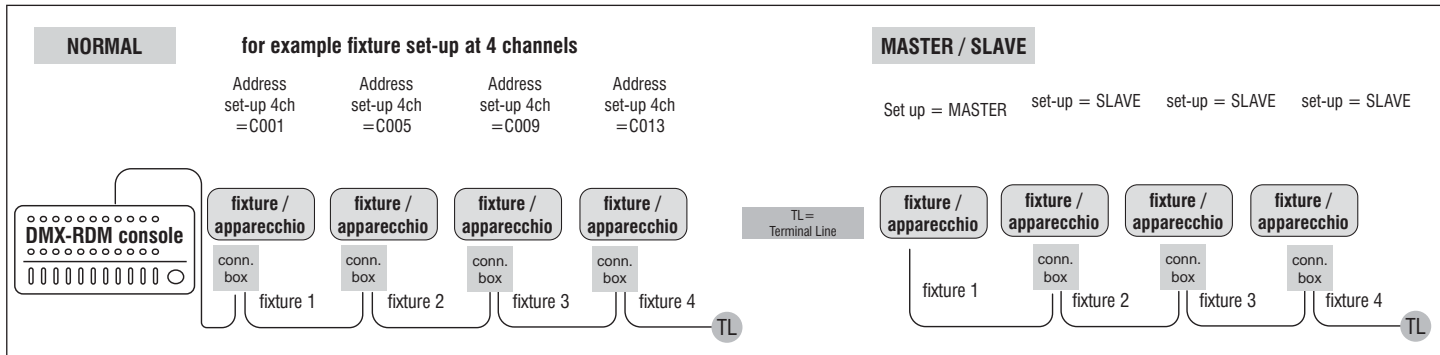 NORMAL
for example fixture set-up at 4 channels
Address
set-up 4ch
=C001
Address
set-up 4ch
=C005
Address
set-up 4ch
=C009
Address
set-up 4ch
=C013
DMX-RDM console
fixture /
apparecchio
fixture /
apparecchio
fixture /
apparecchio
fixture /
apparecchio
conn.
box
conn.
box
conn.
box
conn.
box
fixture 1
fixture 2
fixture 3
fixture 4
TL
TL=
Terminal Line
MASTER / SLAVE
Set up = MASTER
set-up = SLAVE
set-up = SLAVE
set-up = SLAVE
fixture /
apparecchio
fixture /
apparecchio
fixture /
apparecchio
fixture /
apparecchio
conn.
box
conn.
box
conn.
box
fixture 1
fixture 2
fixture 3
fixture 4
TL